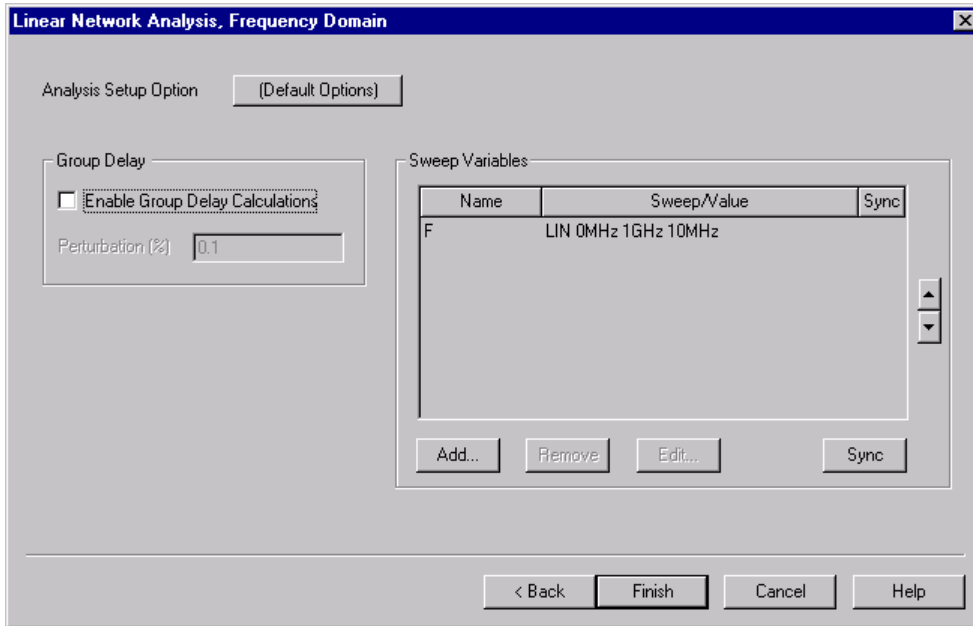 Linear Network Analysis, Frequency Domain
Analysis Setup Option (Default Options)
Group Delay
Enable Group Delay Calculations
Perturbation (%) 0.1
Sweep Variables
Name Sweep/Value Sync
F LIN 0MHz 1GHz 10MHz
Add... Remove Edit... Sync
< Back Finish Cancel Help